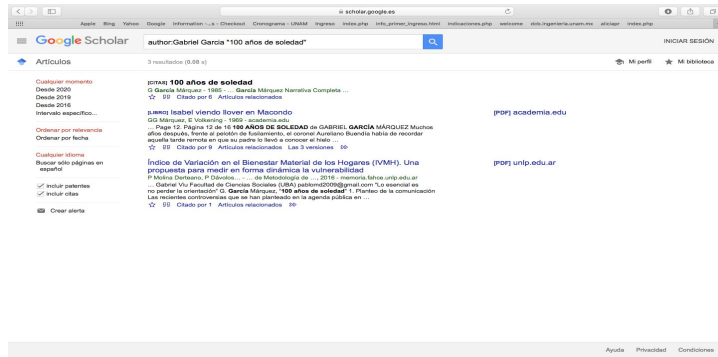 scholar.google.es
Apple Bing Yahoo Google Información -...s - Checkout Cronograma - UNAM Ingreso index.php info_primer_ingreso.html indicaciones.php welcome dcb.ingenieria.unam.mx aliciapr index.php
Google Scholar
author:Gabriel Garcia "100 años de soledad"
INICIAR SESIÓN
Artículos
3 resultados (0,08 s)
Mi perfil
Mi biblioteca
Cualquier momento
Desde 2020
Desde 2019
Desde 2016
Intervalo específico...
Ordenar por relevancia
Ordenar por fecha
Cualquier idioma
Buscar sólo páginas en
español
incluir patentes
incluir citas
Crear alerta
[CITAS] 100 años de soledad
G García Márquez - 1985 - ... García Márquez Narrativa Completa ...
Citado por 6 Artículos relacionados
[LIBRO] Isabel viendo llover en Macondo
GG Márquez, E Volkening - 1969 - academia.edu
... Page 12. Página 12 de 16 100 AÑOS DE SOLEDAD de GABRIEL GARCÍA MÁRQUEZ Muchos
años después, frente al pelotón de fusilamiento, el coronel Aureliano Buendía había de recordar
aquella tarde remota en que su padre lo llevó a conocer el hielo ...
Citado por 9 Artículos relacionados Las 3 versiones
[PDF] academia.edu
Índice de Variación en el Bienestar Material de los Hogares (IVMH). Una
propuesta para medir en forma dinámica la vulnerabilidad
P Molina Derteano, P Dávolos... - ... de Metodología de ..., 2016 - memoria.fahce.unlp.edu.ar
... Gabriel Viu Facultad de Ciencias Sociales (UBA) pablomd2009@gmail.com "Lo esencial es
no perder la orientación" G. García Márquez, "100 años de soledad" 1. Planteo de la comunicación
Las recientes controversias que se han planteado en la agenda pública en ...
Citado por 1 Artículos relacionados
[PDF] unlp.edu.ar
Ayuda Privacidad Condiciones